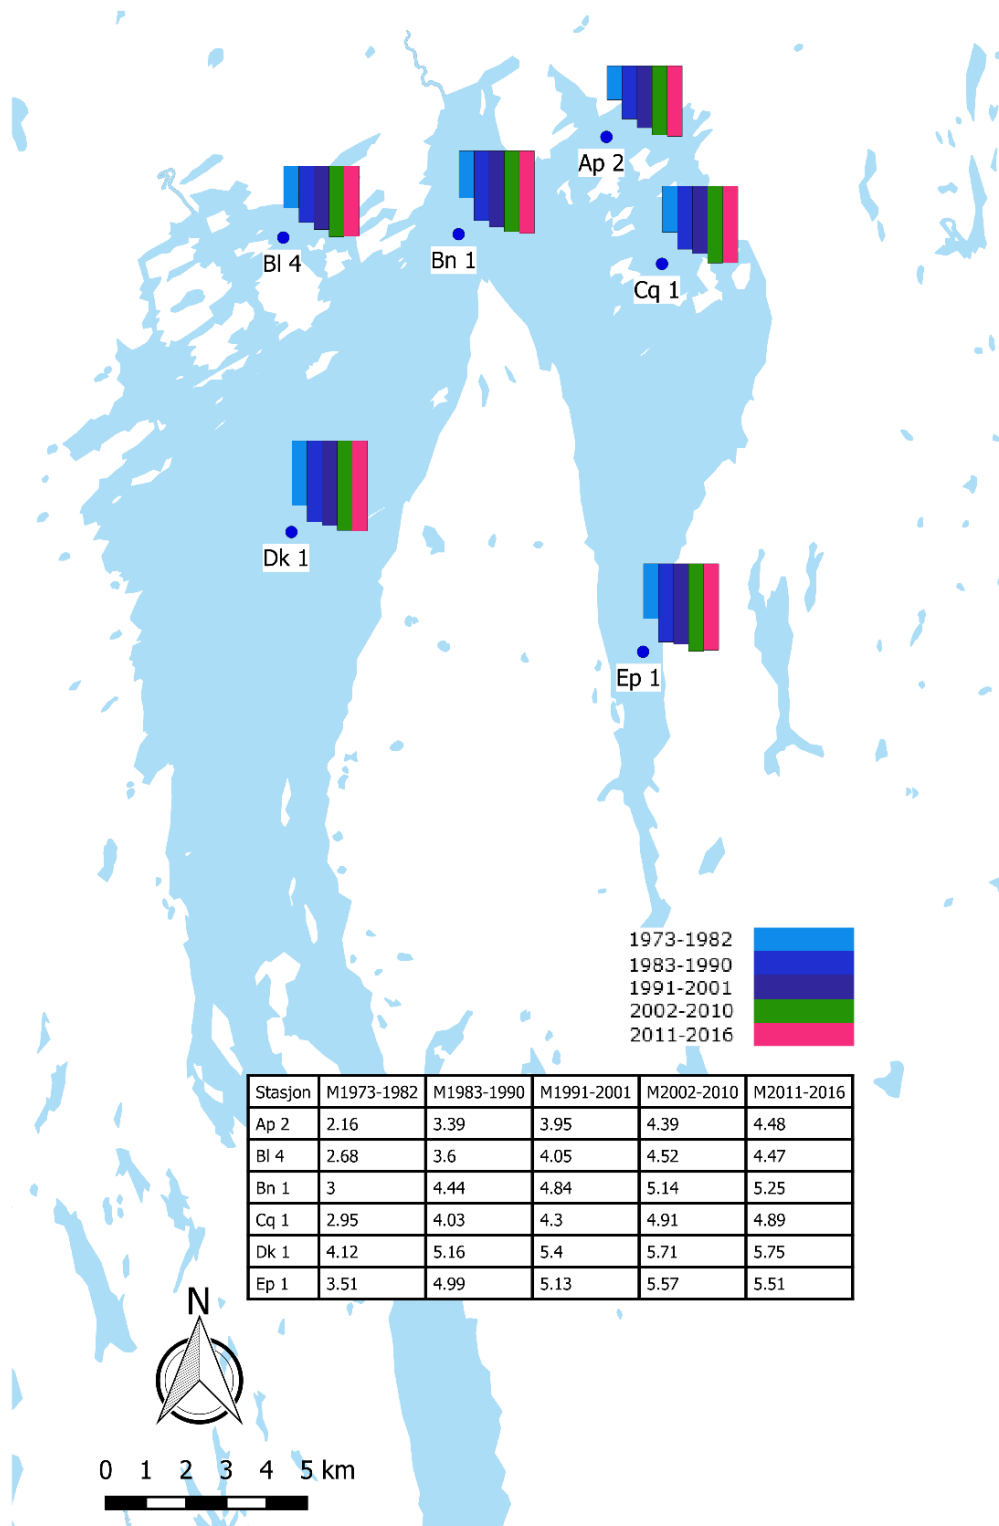 Ap 2
Bl 4
Bn 1
Cq 1
Dk 1
Ep 1
1973-1982
1983-1990
1991-2001
2002-2010
2011-2016
Stasjon M1973-1982 M1983-1990 M1991-2001 M2002-2010 M2011-2016
Ap 2 2.16 3.39 3.95 4.39 4.48
Bl 4 2.68 3.6 4.05 4.52 4.47
Bn 1 3 4.44 4.84 5.14 5.25
Cq 1 2.95 4.03 4.3 4.91 4.89
Dk 1 4.12 5.16 5.4 5.71 5.75
Ep 1 3.51 4.99 5.13 5.57 5.51
N
0 1 2 3 4 5 km